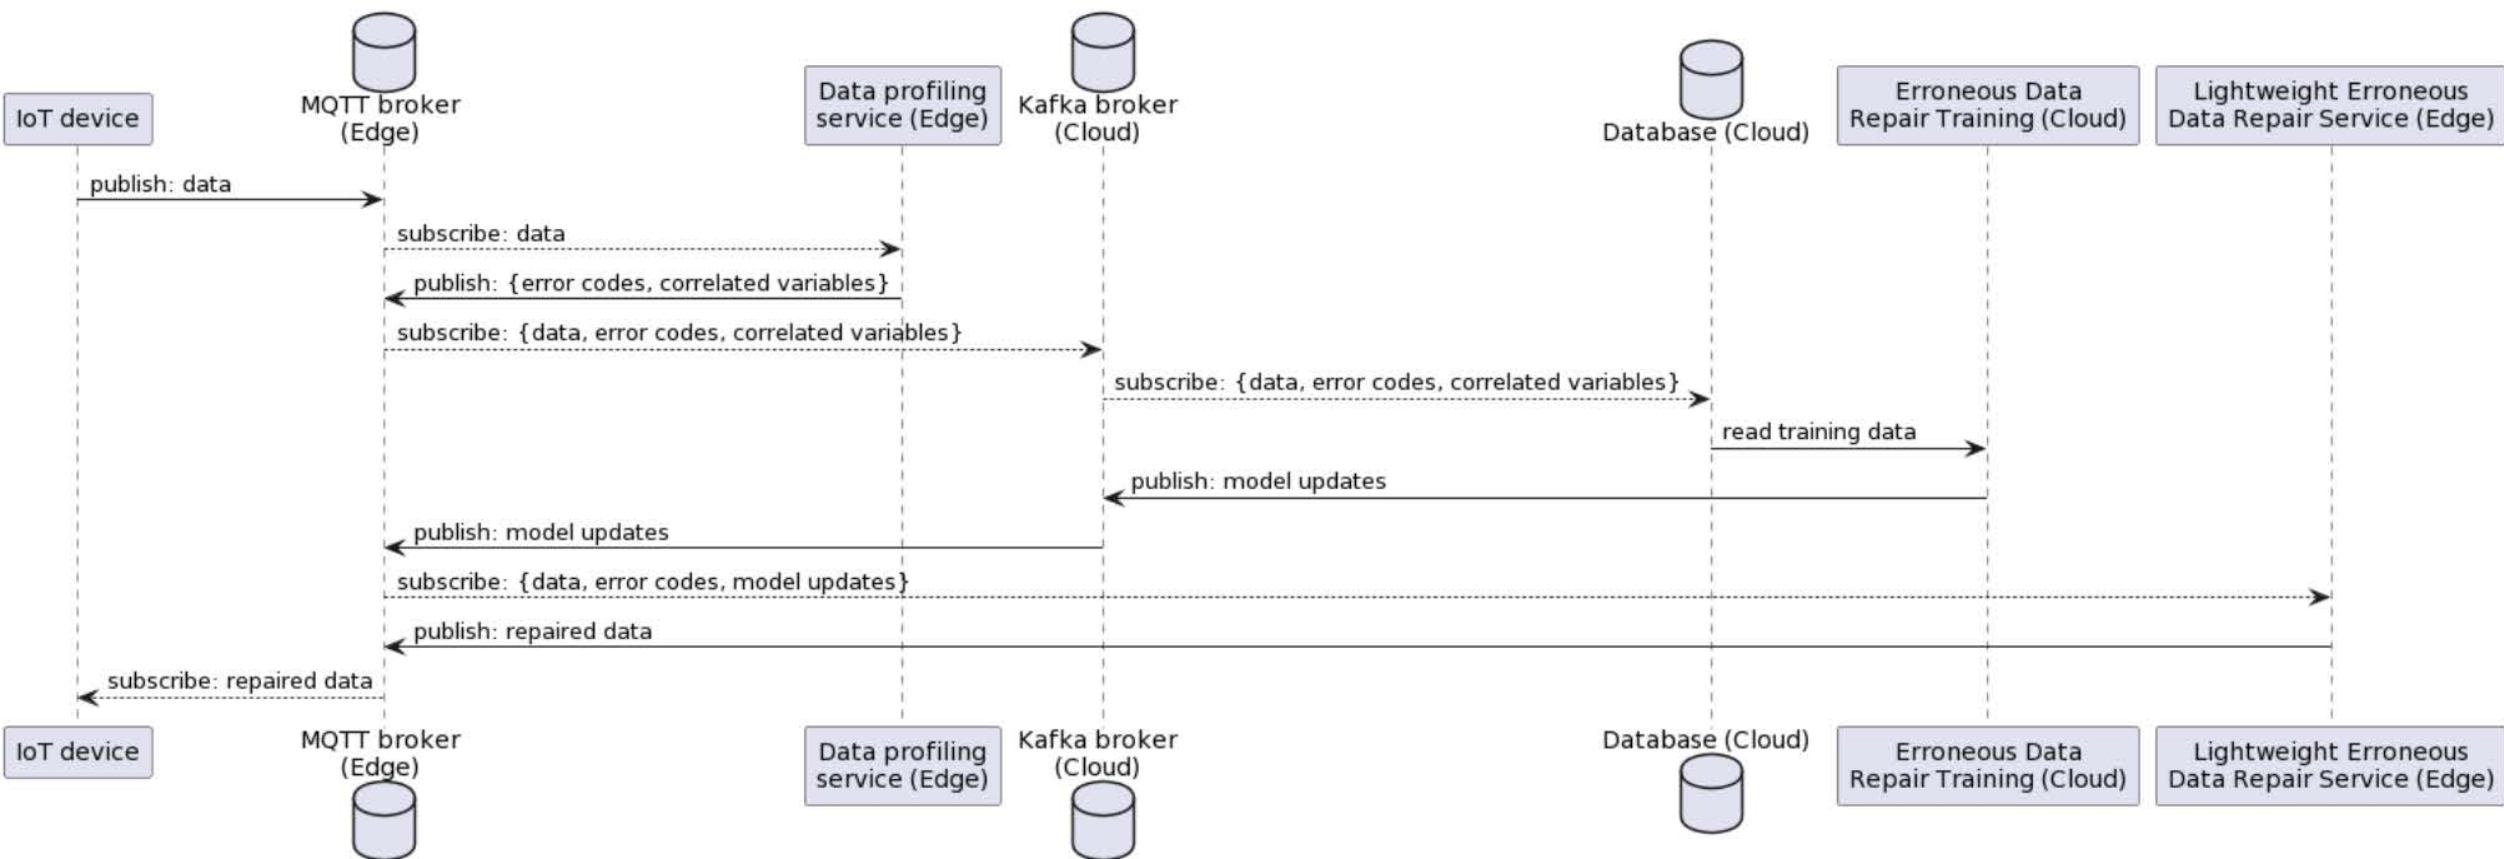 IoT device
MQTT broker
(Edge)
Data profiling
service (Edge)
Kafka broker
(Cloud)
Database (Cloud)
Erroneous Data
Repair Training (Cloud)
Lightweight Erroneous
Data Repair Service (Edge)
publish: data
subscribe: data
publish: {error codes, correlated variables}
subscribe: {data, error codes, correlated variables}
subscribe: {data, error codes, correlated variables}
read training data
publish: model updates
publish: model updates
subscribe: {data, error codes, model updates}
publish: repaired data
subscribe: repaired data
IoT device
MQTT broker
(Edge)
Data profiling
service (Edge)
Kafka broker
(Cloud)
Database (Cloud)
Erroneous Data
Repair Training (Cloud)
Lightweight Erroneous
Data Repair Service (Edge)